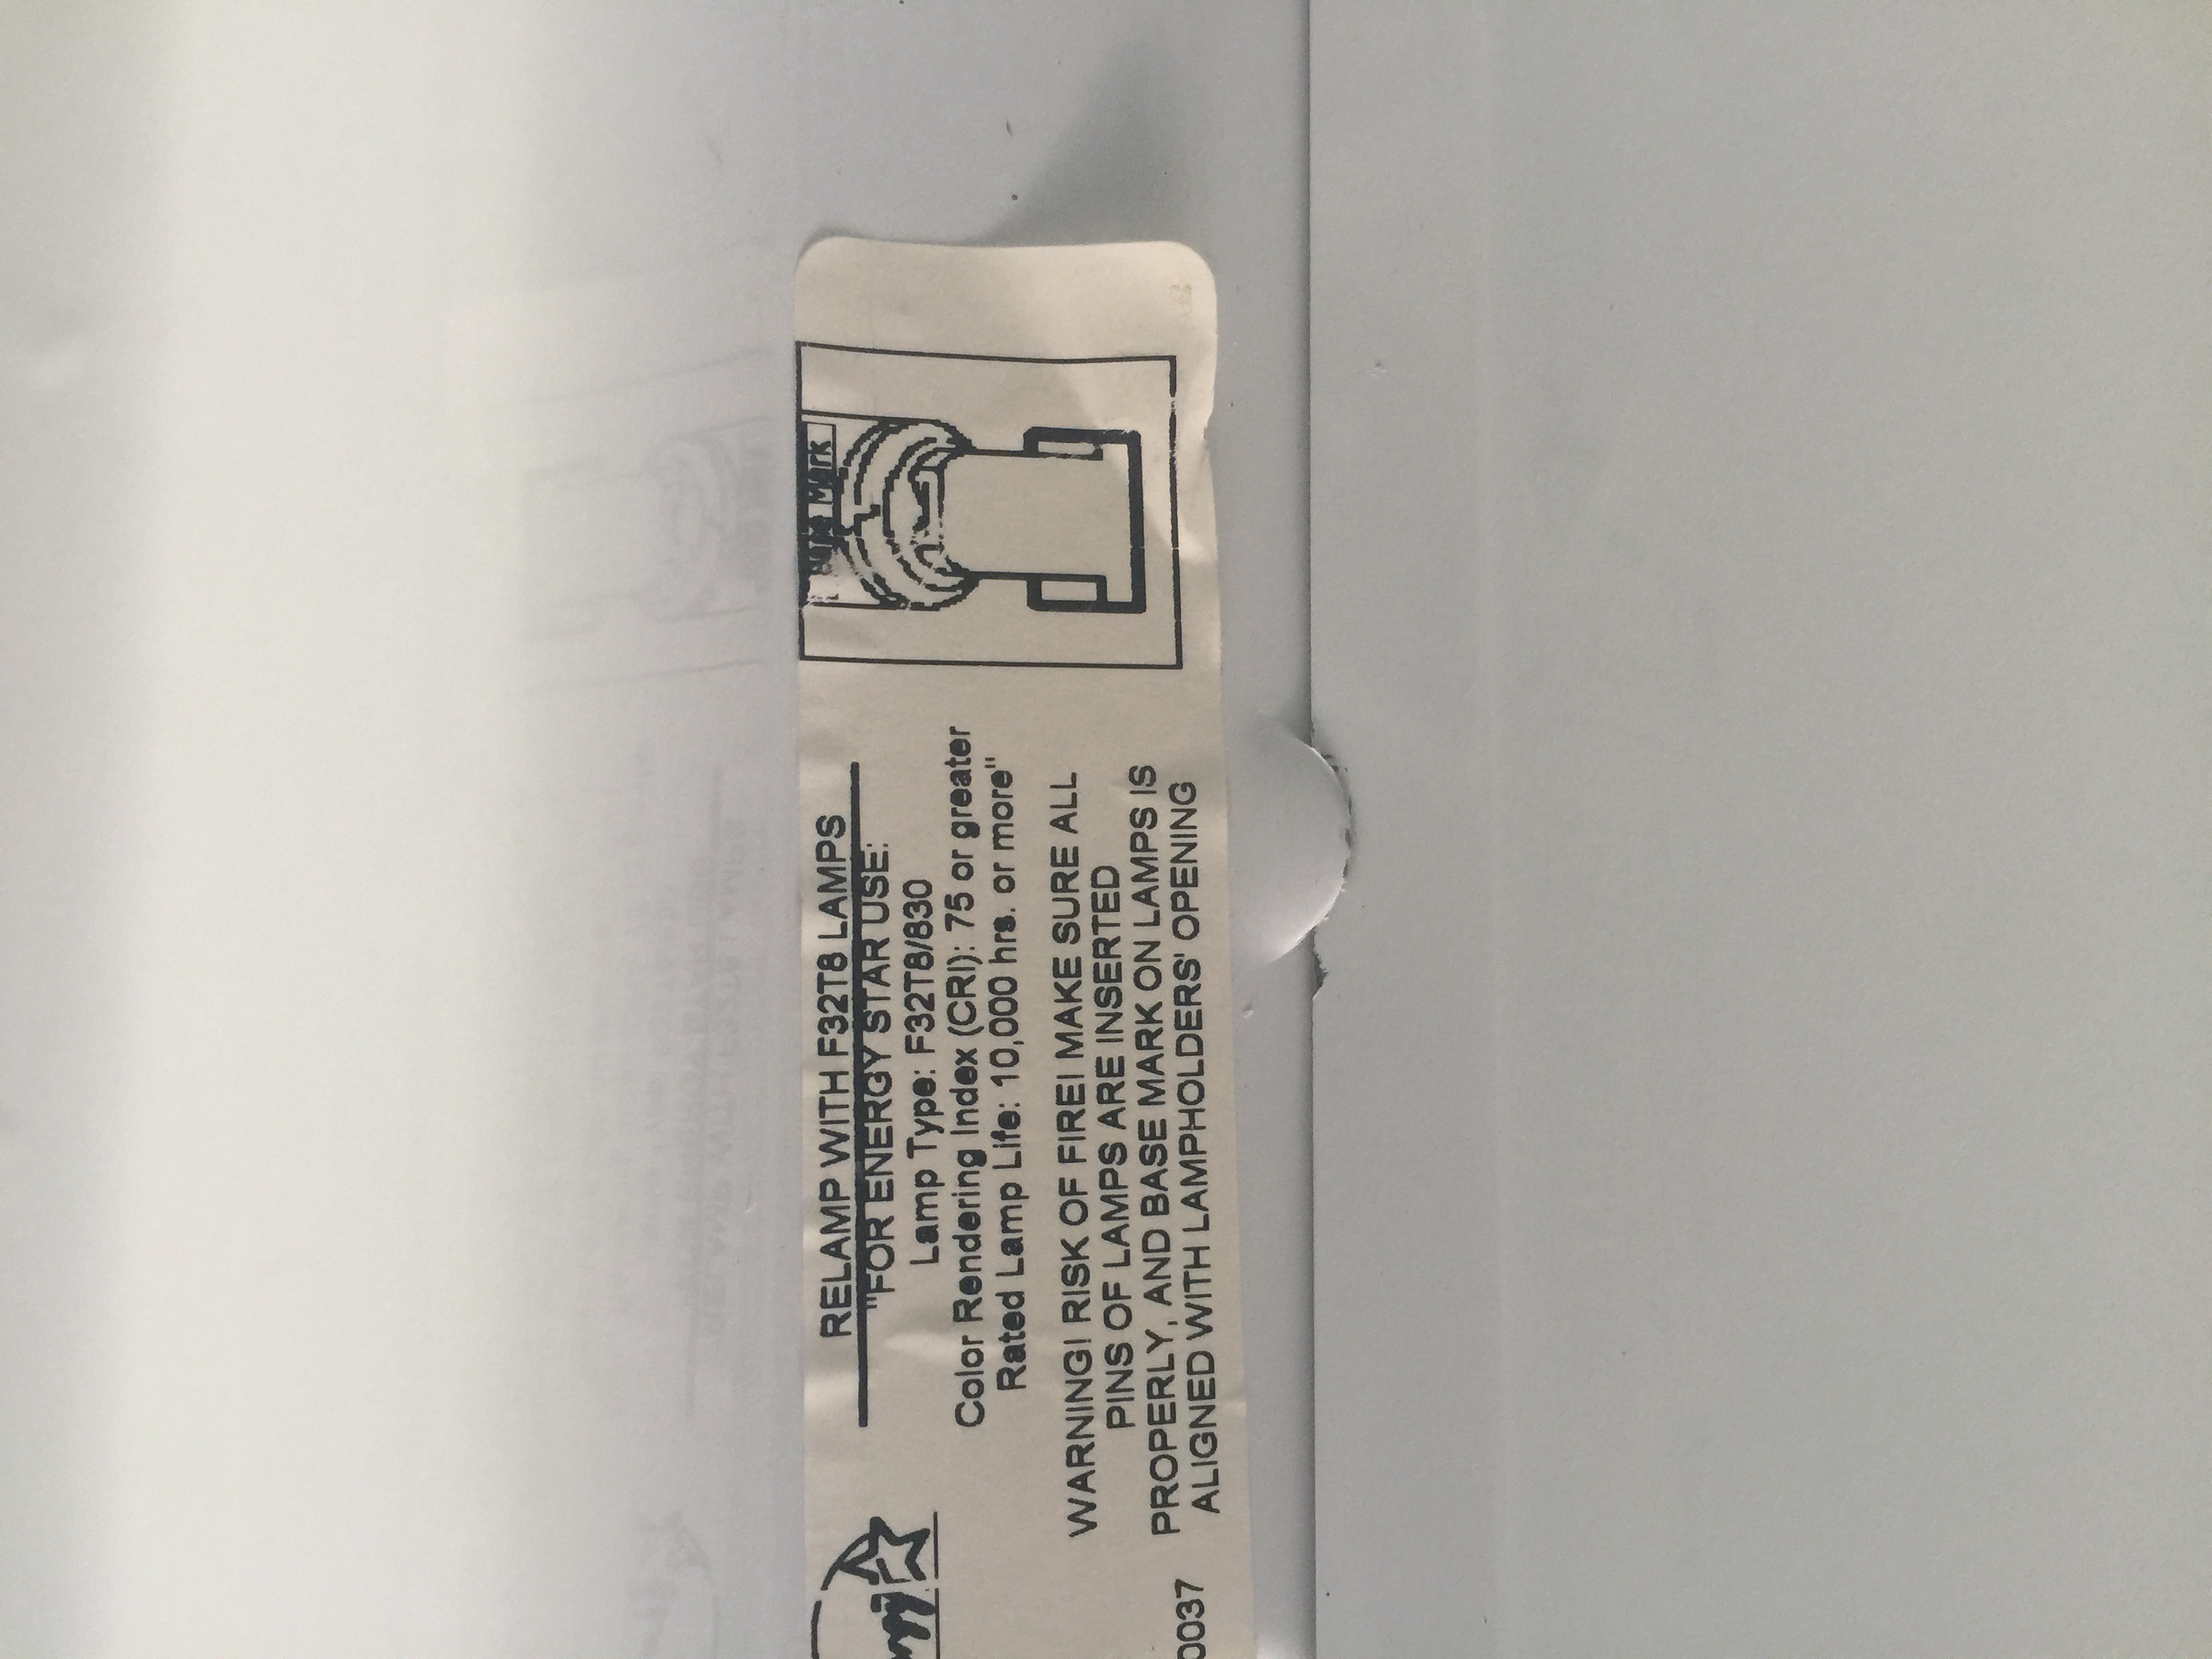 RELAMP WITH F32T8 LAMPS
"FOR ENERGY STAR USE:
Lamp Type: F32T8/830
Color Rendering Index (CRI): 75 or greater
Rated Lamp Life: 10,000 hrs. or more"
WARNING! RISK OF FIRE! MAKE SURE ALL
PINS OF LAMPS ARE INSERTED
PROPERLY, AND BASE MARK ON LAMPS IS
ALIGNED WITH LAMPHOLDERS' OPENING
0037
Mark